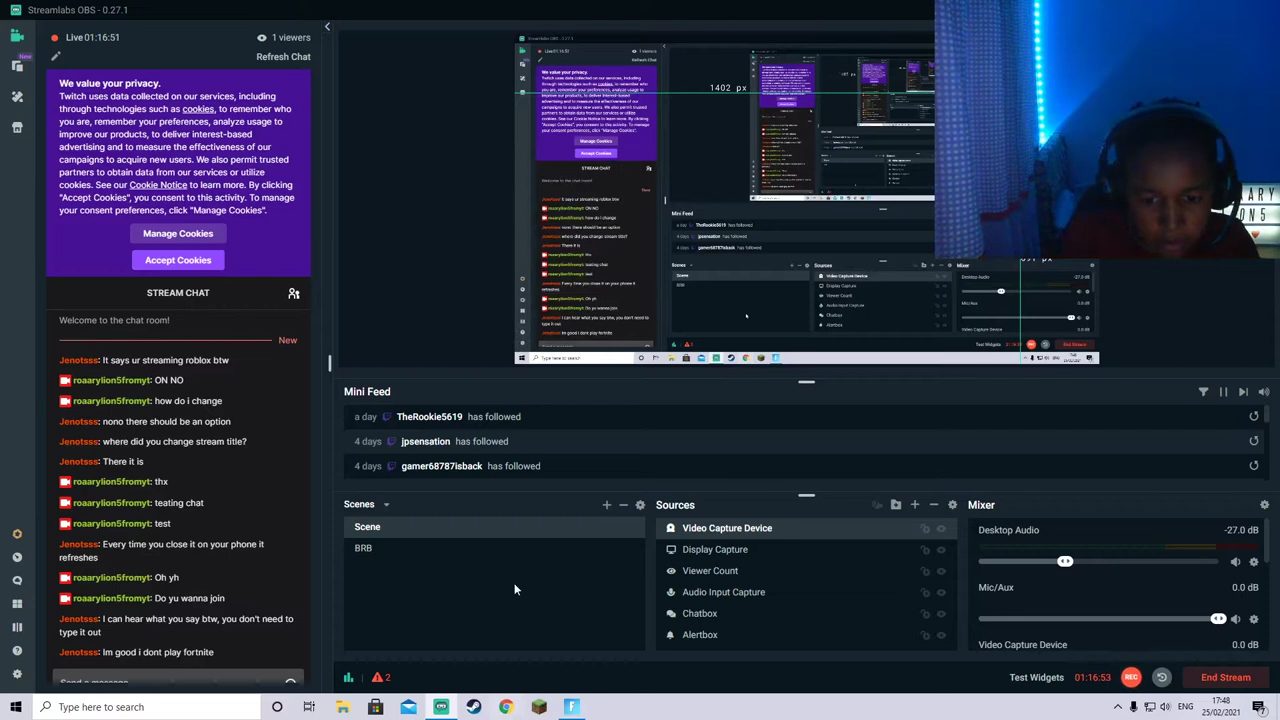 Streamlabs OBS - 0.27.1
Live 01:16:51
1 viewers
New
Refresh Chat
We value your privacy.
Twitch uses data collected on our services, including
through technologies such as cookies, to remember who
you are, remember your preferences, analyze usage to
improve our products, to deliver interest-based
advertising and to measure the effectiveness of
campaigns to acquire new users. We also permit trusted
third-parties to obtain data from our services or utilize
cookies. See our Cookie Notice to learn more. By clicking
"Accept Cookies", you consent to this activity. To manage
your consent preferences, click "Manage Cookies".
Manage Cookies
Accept Cookies
STREAM CHAT
Welcome to the chat room!
New
Jenotsss: It says ur streaming roblox btw
roaarylion5fromyt: ON NO
roaarylion5fromyt: how do i change
Jenotsss: nono there should be an option
Jenotsss: where did you change stream title?
Jenotsss: There it is
roaarylion5fromyt: thx
roaarylion5fromyt: teating chat
roaarylion5fromyt: test
Jenotsss: Every time you close it on your phone it
refreshes
roaarylion5fromyt: Oh yh
roaarylion5fromyt: Do yu wanna join
Jenotsss: I can hear what you say btw, you don't need to
type it out
Jenotsss: Im good i dont play fortnite
Send a message
1402 px
Mini Feed
a day TheRookie5619 has followed
4 days jpsensation has followed
4 days gamer68787isback has followed
Scenes
Scene
BRB
Sources
Video Capture Device
Display Capture
Viewer Count
Audio Input Capture
Chatbox
Alertbox
Mixer
Desktop Audio -27.0 dB
Mic/Aux 0.0 dB
Video Capture Device 0.0 dB
2
Test Widgets 01:16:53 REC End Stream
Type here to search
ENG
17:48
25/02/2021